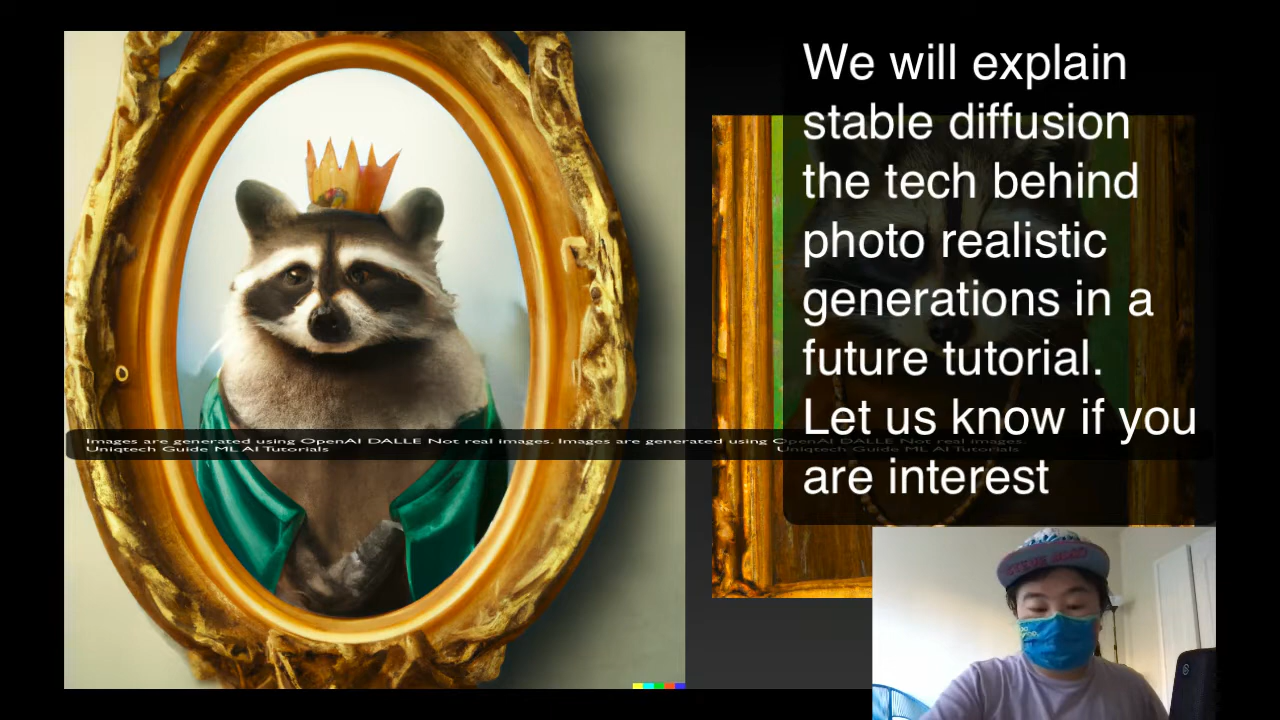 We will explain
stable diffusion
the tech behind
photo realistic
generations in a
future tutorial.
Let us know if you
are interest
Images are generated using OpenAI DALLE Not real images. Images are generated using OpenAI DALLE Not real images.
Uniqtech Guide ML AI Tutorials Uniqtech Guide ML AI Tutorials